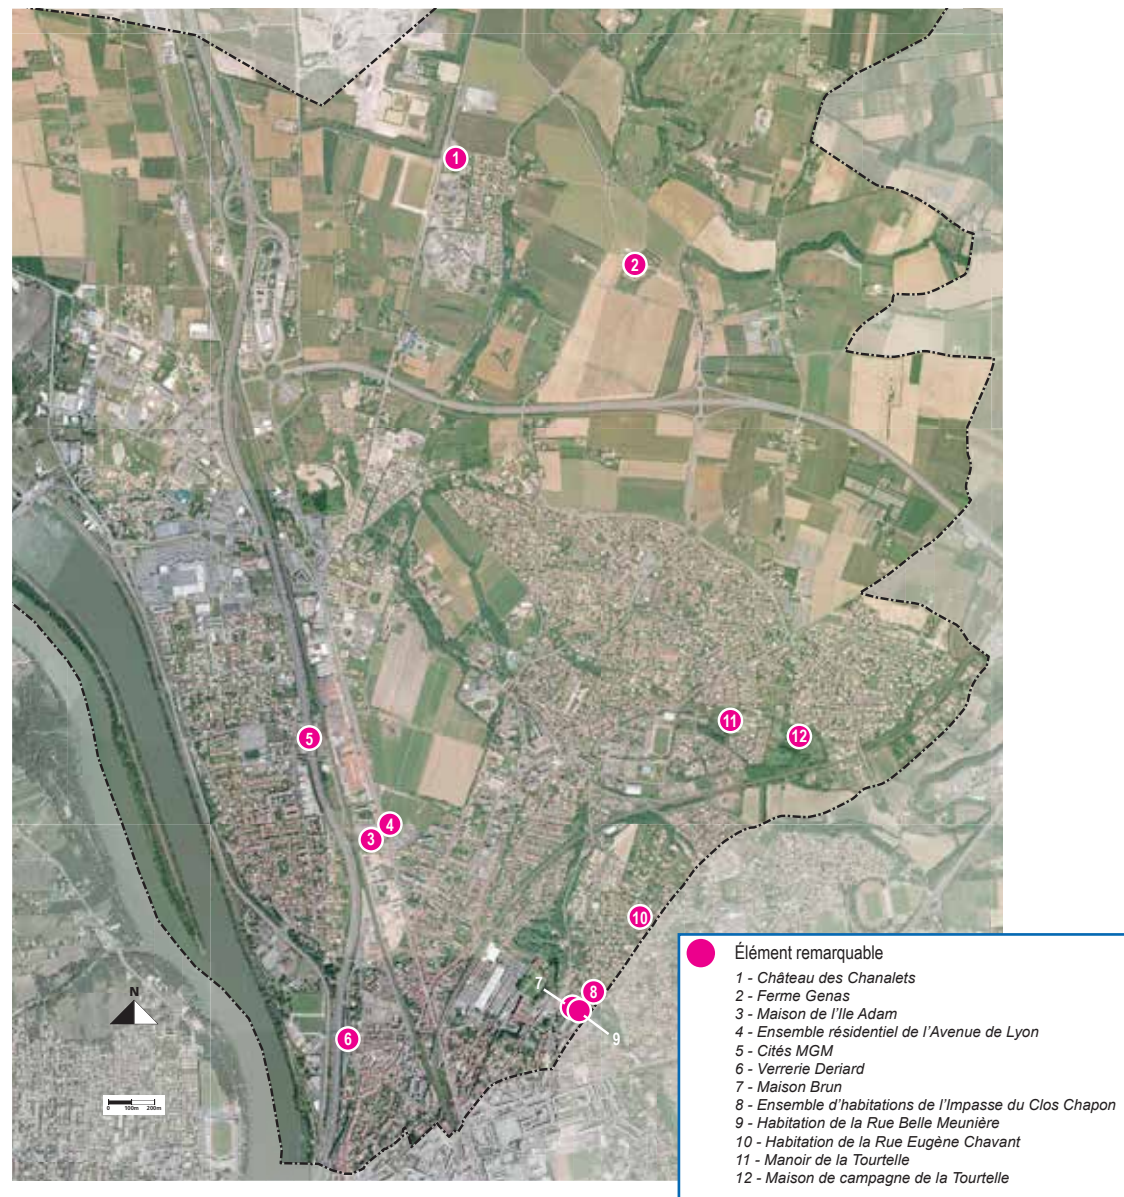 1
2
11
5
12
4
3
10
7
8
9
6
N
0 100m 200m
Élément remarquable
1 - Château des Chanalets
2 - Ferme Genas
3 - Maison de l'Ile Adam
4 - Ensemble résidentiel de l'Avenue de Lyon
5 - Cités MGM
6 - Verrerie Deriard
7 - Maison Brun
8 - Ensemble d'habitations de l'Impasse du Clos Chapon
9 - Habitation de la Rue Belle Meunière
10 - Habitation de la Rue Eugène Chavant
11 - Manoir de la Tourtelle
12 - Maison de campagne de la Tourtelle